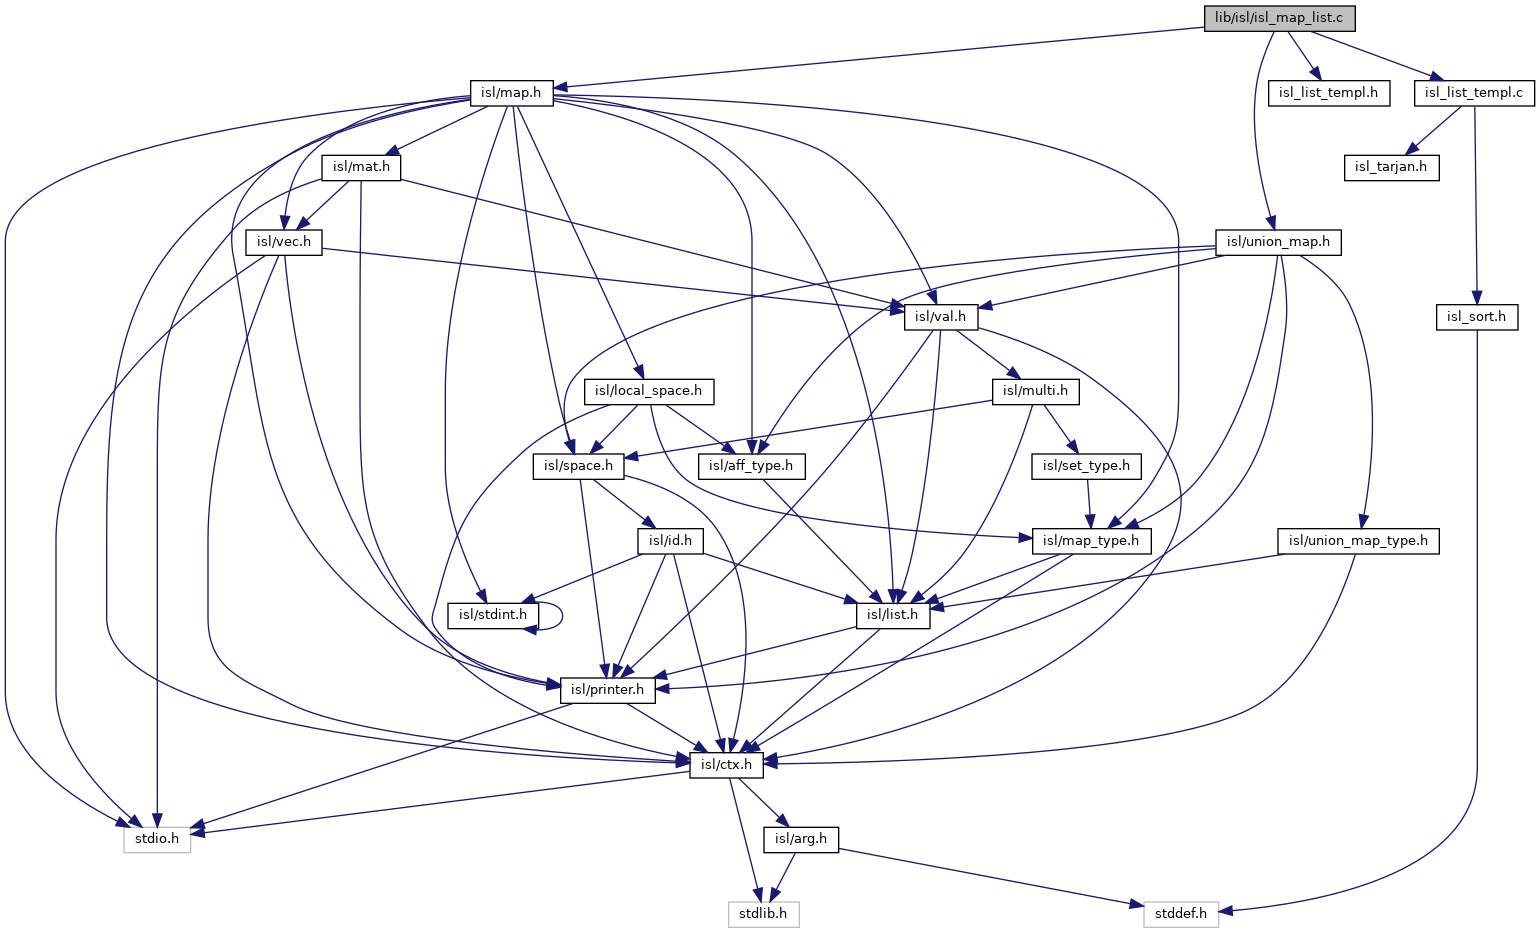 lib/isl/isl_map_list.c
isl/map.h
isl_list_templ.h
isl_list_templ.c
isl/mat.h
isl_tarjan.h
isl/vec.h
isl/union_map.h
isl/val.h
isl_sort.h
isl/local_space.h
isl/multi.h
isl/space.h
isl/aff_type.h
isl/set_type.h
isl/id.h
isl/map_type.h
isl/union_map_type.h
isl/stdint.h
isl/list.h
isl/printer.h
isl/ctx.h
stdio.h
isl/arg.h
stdlib.h
stddef.h